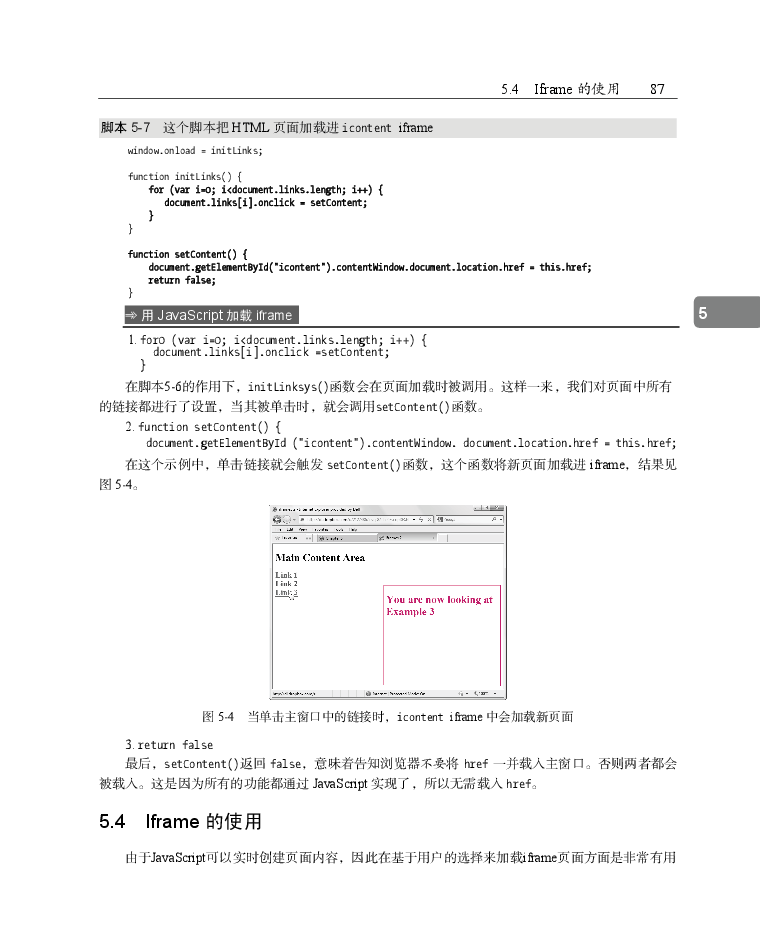 5.4 Iframe 的使用 87
脚本 5-7 这个脚本把 HTML 页面加载进 icontent iframe
window.onload = initLinks;
function initLinks() {
for (var i=0; i<document.links.length; i++) {
document.links[i].onclick = setContent;
}
}
function setContent() {
document.getElementById("icontent").contentWindow.document.location.href = this.href;
return false;
}
用 JavaScript 加载 iframe
5
1. for0 (var i=0; i<document.links.length; i++) {
document.links[i].onclick =setContent;
}
在脚本5-6的作用下，initLinksys()函数会在页面加载时被调用。这样一来，我们对页面中所有
的链接都进行了设置，当其被单击时，就会调用setContent()函数。
2. function setContent() {
document.getElementById ("icontent").contentWindow. document.location.href = this.href;
在这个示例中，单击链接就会触发 setContent()函数，这个函数将新页面加载进 iframe，结果见
图 5-4。
Main Content Area
Link 1
Link 2
Link 3
You are now looking at
Example 3
图 5-4 当单击主窗口中的链接时，icontent iframe 中会加载新页面
3. return false
最后，setContent()返回 false，意味着告知浏览器不要将 href 一并载入主窗口。否则两者都会
被载入。这是因为所有的功能都通过 JavaScript 实现了，所以无需载入 href。
5.4 Iframe 的使用
由于JavaScript可以实时创建页面内容，因此在基于用户的选择来加载iframe页面方面是非常有用